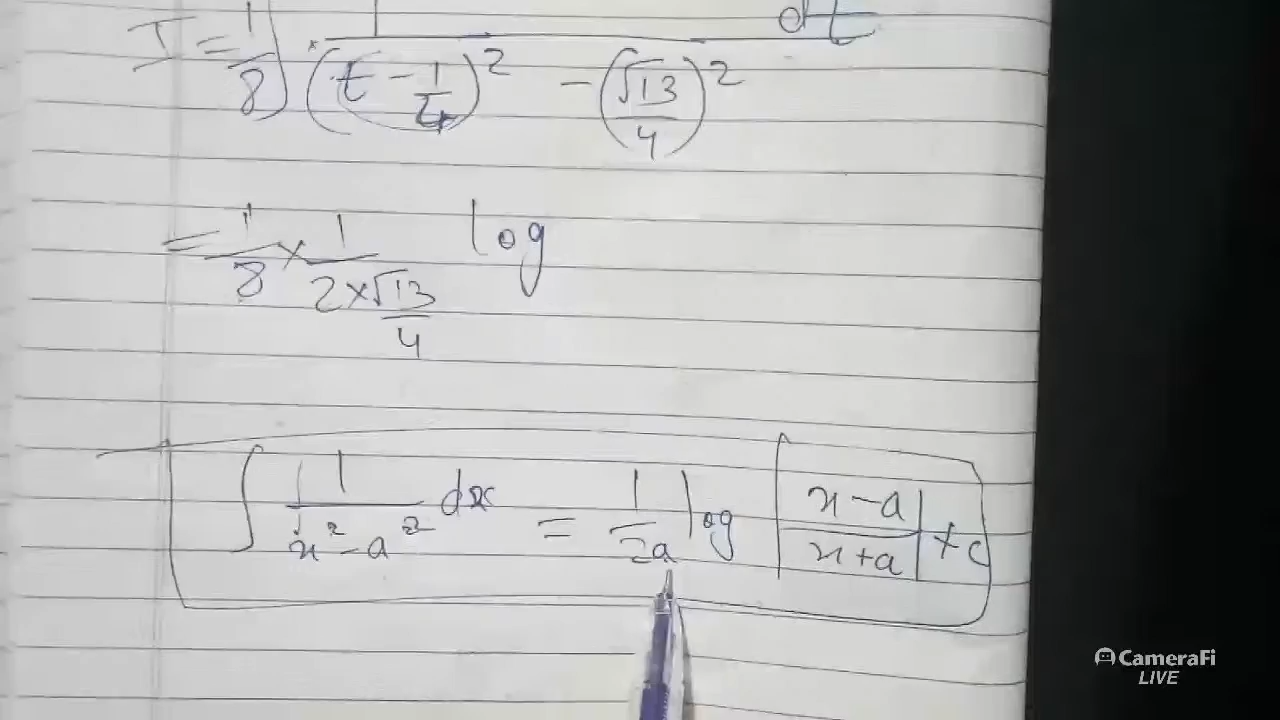 I = 1/8 ∫ 1/((t - 1/4)² - (√13/4)²) dt
= 1/8 × 1/(2×√13/4) log
∫ 1/(x² - a²) dx = 1/2a log |x - a / x + a| + c
CameraFi
LIVE